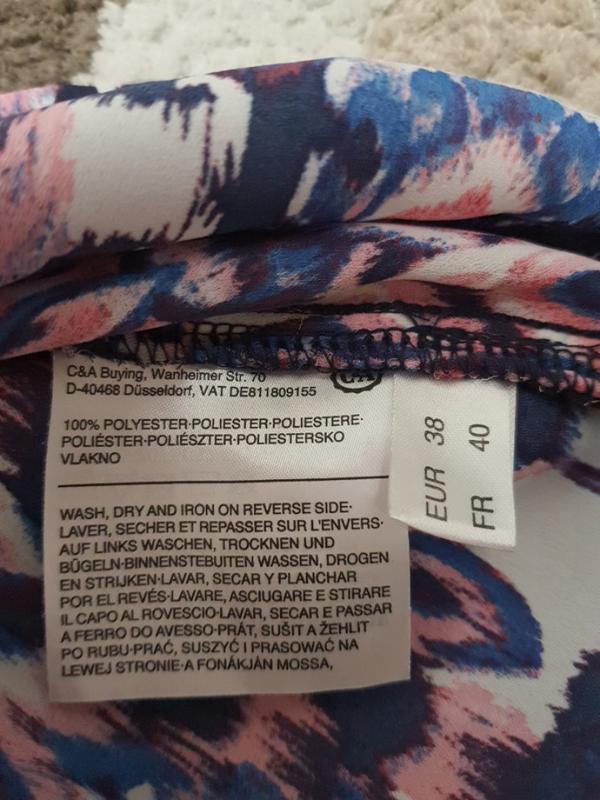 C&A Buying, Wanheimer Str. 70
D-40468 Düsseldorf, VAT DE811809155
100% POLYESTER·POLIESTER·POLIESTERE·
POLIÉSTER·POLIÉSZTER·POLIESTERSKO
VLAKNO
WASH, DRY AND IRON ON REVERSE SIDE·
LAVER, SECHER ET REPASSER SUR L'ENVERS·
AUF LINKS WASCHEN, TROCKNEN UND
BÜGELN·BINNENSTEBUITEN WASSEN, DROGEN
EN STRIJKEN·LAVAR, SECAR Y PLANCHAR
POR EL REVÉS·LAVARE, ASCIUGARE E STIRARE
IL CAPO AL ROVESCIO·LAVAR, SECAR E PASSAR
A FERRO DO AVESSO·PRÁT, SUŠIT A ŽEHLIT
PO RUBU·PRAĆ, SUSZYĆ I PRASOWAĆ NA
LEWEJ STRONIE·A FONÁKJÁN MOSSA,
EUR 38
FR 40